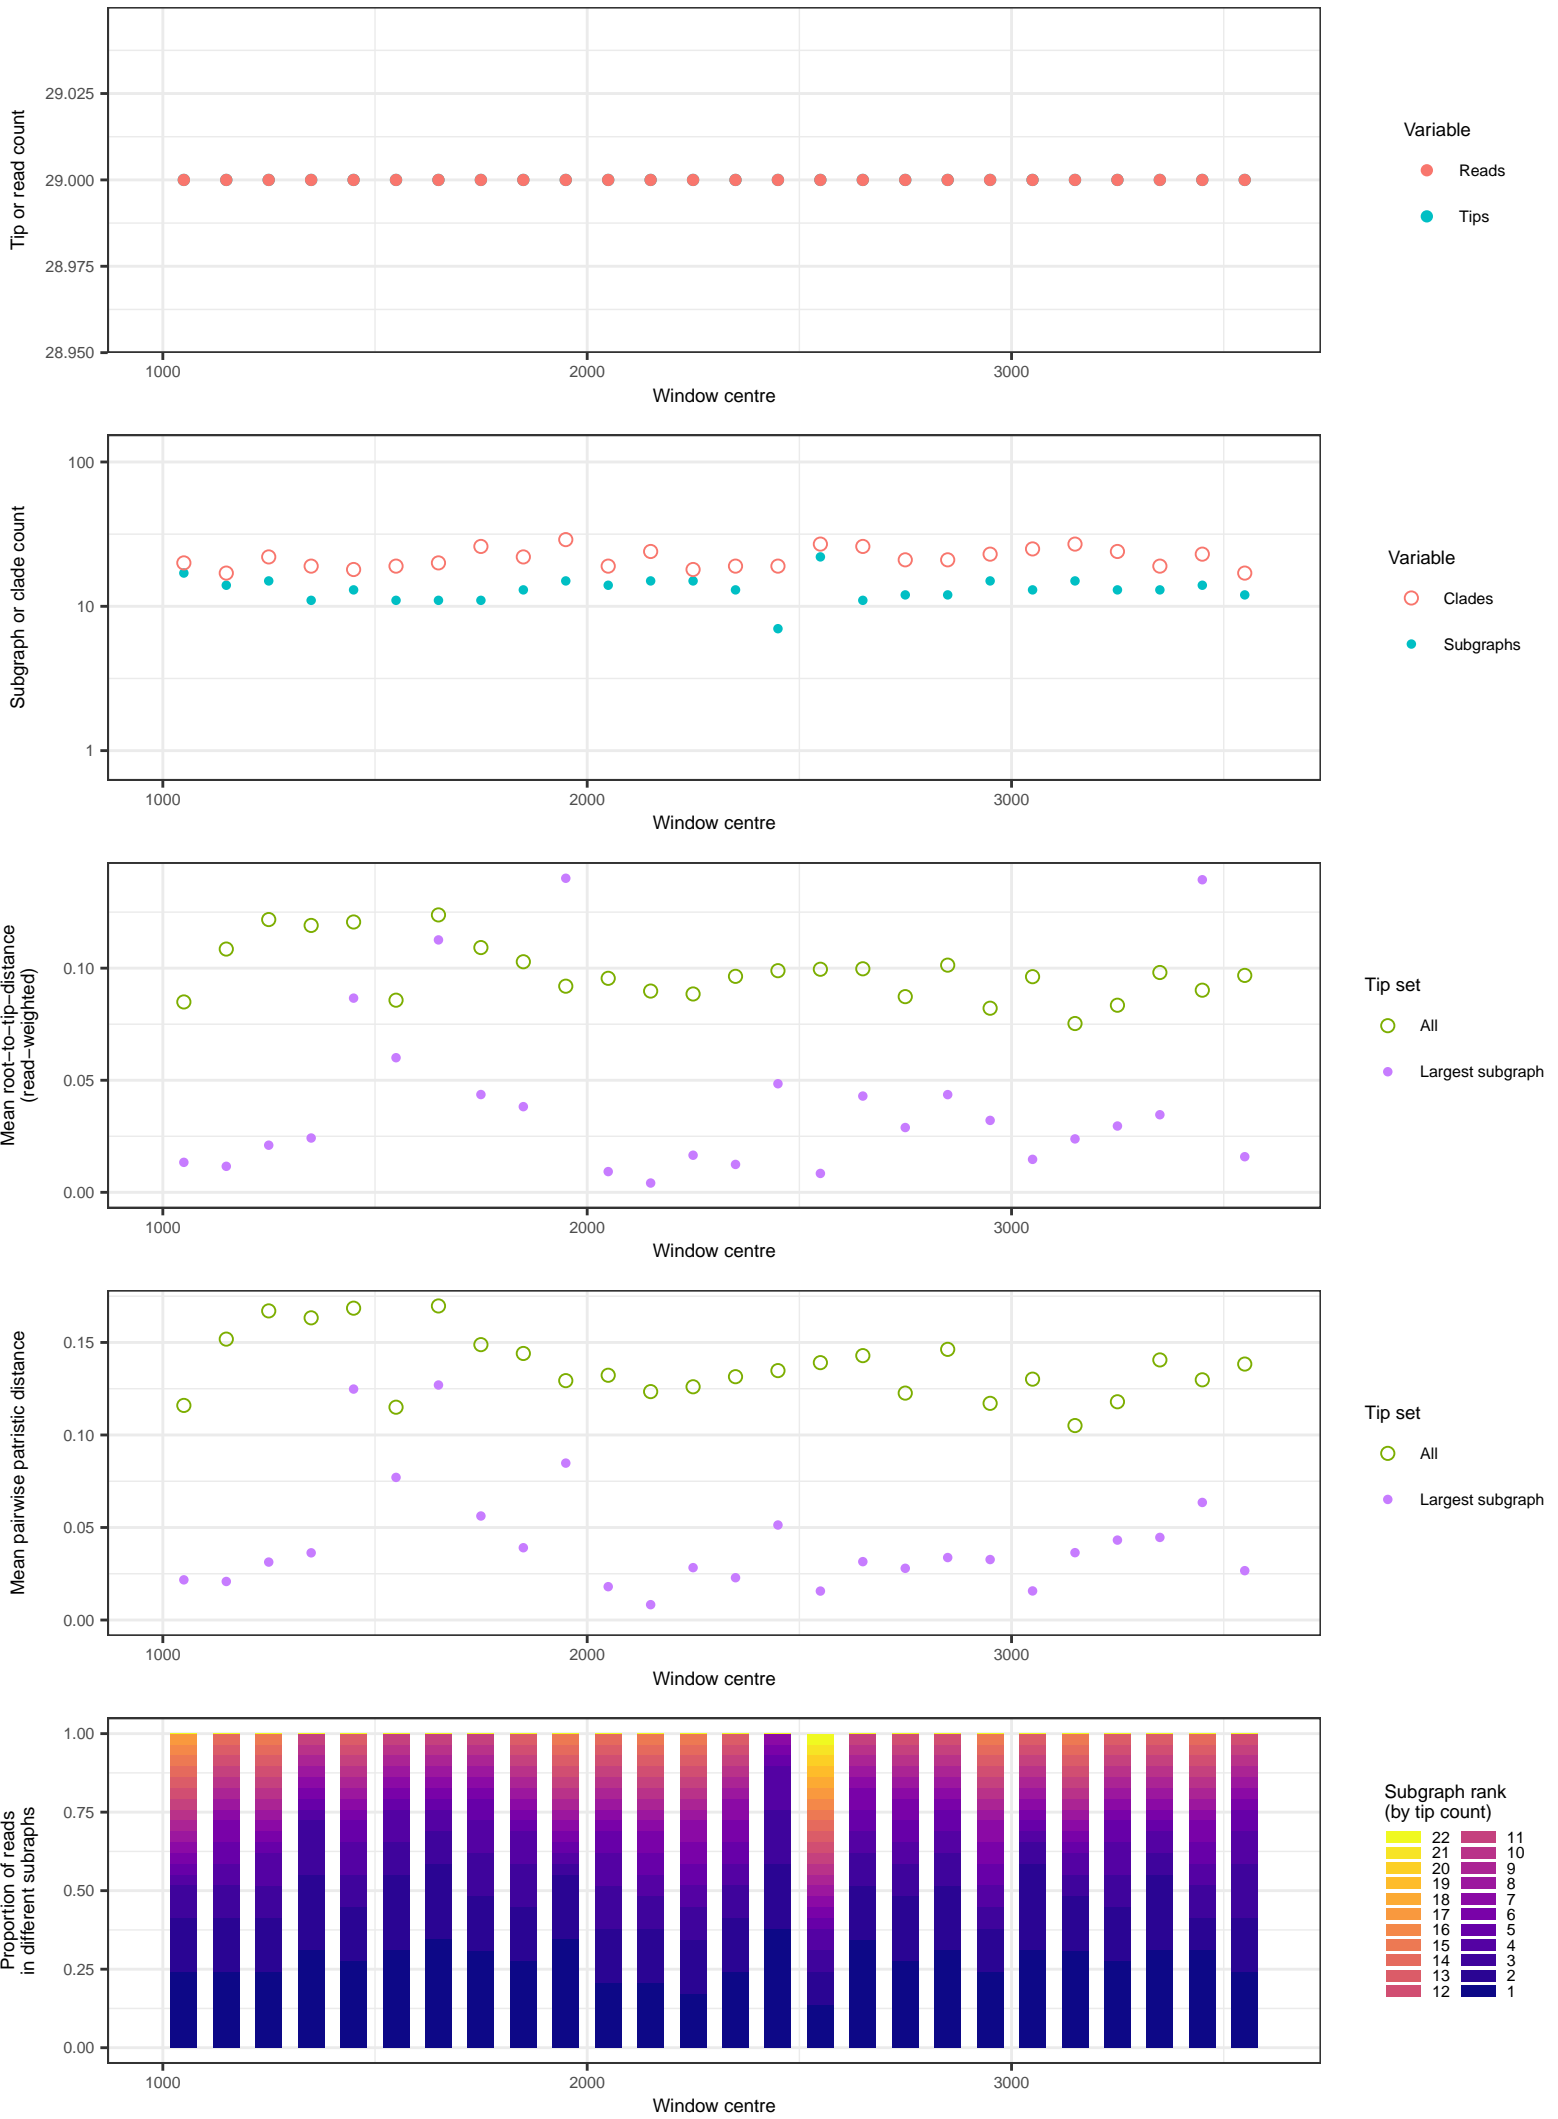 29.025
29.000
28.975
28.950
Tip or read count
1000
2000
3000
Window centre
Variable
Reads
Tips
100
10
1
Subgraph or clade count
1000
2000
3000
Window centre
Variable
Clades
Subgraphs
0.10
0.05
0.00
Mean root−to−tip−distance
(read−weighted)
1000
2000
3000
Window centre
Tip set
All
Largest subgraph
0.15
0.10
0.05
0.00
Mean pairwise patristic distance
1000
2000
3000
Window centre
Tip set
All
Largest subgraph
1.00
0.75
0.50
0.25
0.00
Proportion of reads
in different subraphs
1000
2000
3000
Window centre
Subgraph rank
(by tip count)
22 11
21 10
20 9
19 8
18 7
17 6
16 5
15 4
14 3
13 2
12 1